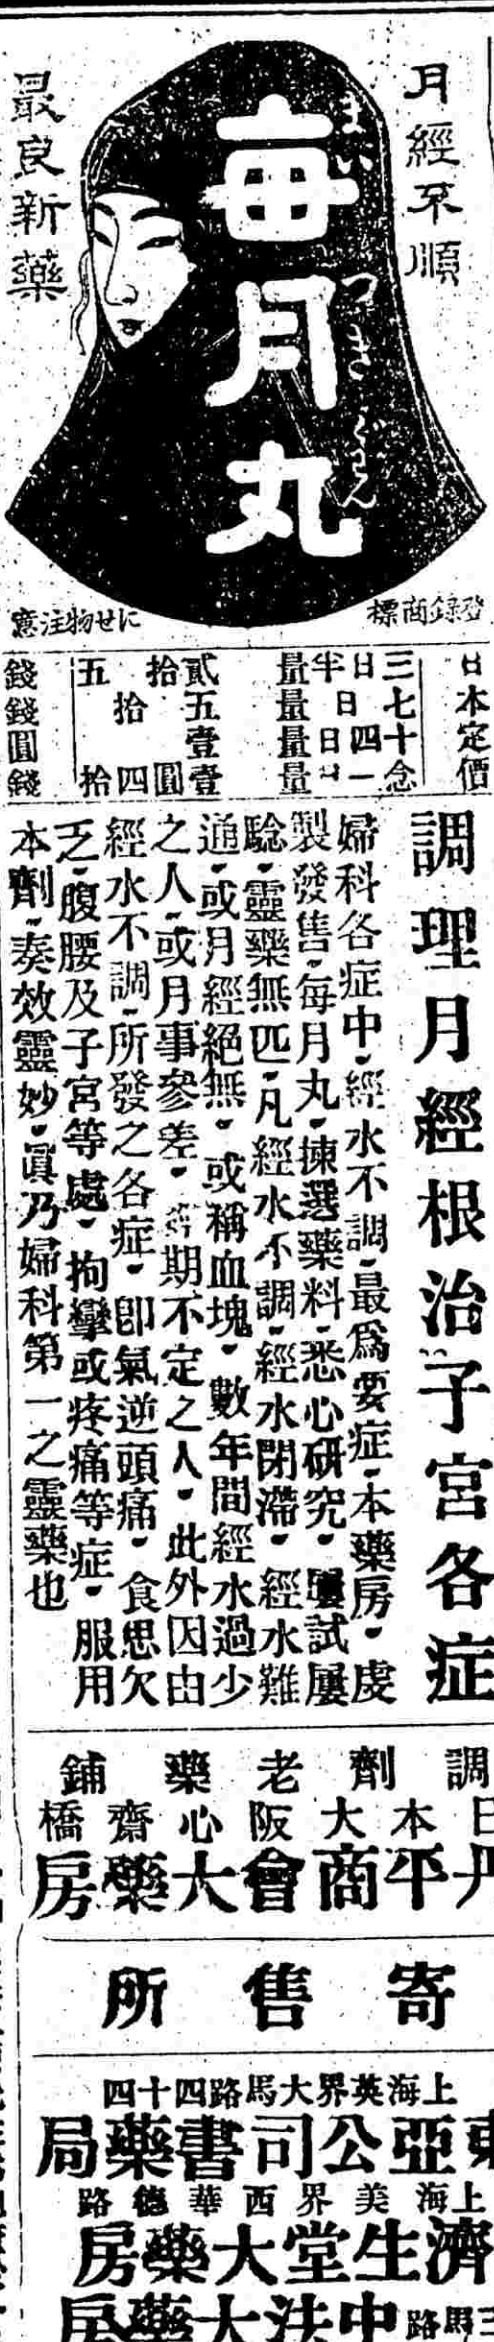 月經不順
每月丸
まい
つき
ぐわん
最良新藥
登錄商標
にせ物注意
日本定價
三日半量
七日量
十四日量
念一日量
貳拾五錢
五拾錢
壹圓
壹圓四拾錢
調理月經根治子宮各症
婦科各症中、經水不調、最爲要症、本藥房、虔
製發售、每月丸、揀選藥料、悉心研究、屢試屢
騐、靈藥無匹、凡經水不調、經水閉滯、經水難
通、或月經絕無、或稱血塊、數年間經水過少
之人、或月事參差、期不定之人、此外因由
經水不調、所發之各症、卽氣逆頭痛、食思欠
乏、腹腰及子宮等處、拘攣或疼痛等症、服用
本劑、奏效靈妙、眞乃婦科第一之靈藥也
調劑老藥鋪
日本大阪心齋橋
丹平商會大藥房
寄售所
上海英界大馬路四十四
東亞公司書藥局
上海美界西華德路
濟生堂大藥房
三馬路
中法大藥房